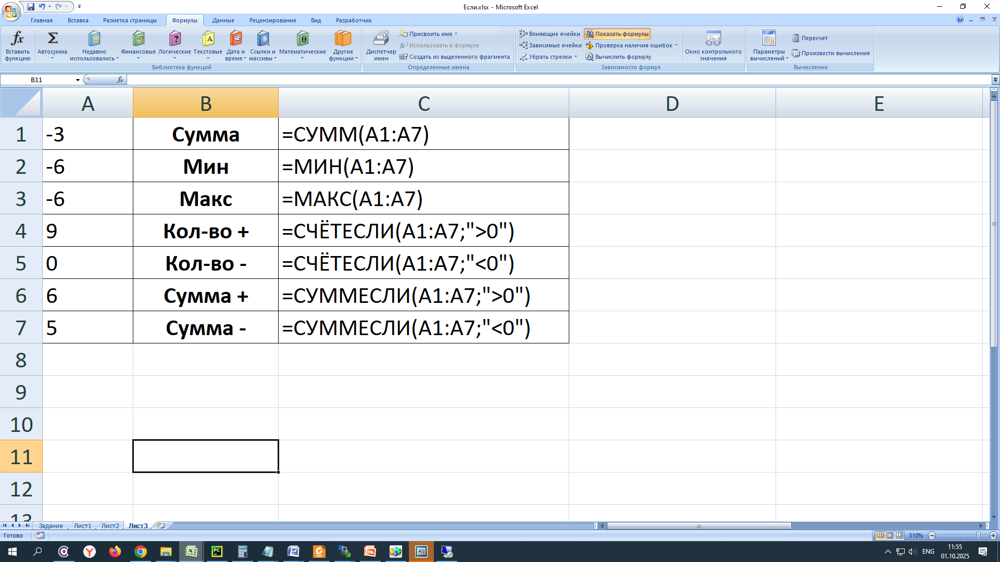 Если.xlsx - Microsoft Excel
Главная Вставка Разметка страницы Формулы Данные Рецензирование Вид Разработчик
Вставить функцию
Автосумма
Недавно использовались
Финансовые
Логические
Текстовые
Дата и время
Ссылки и массивы
Математические
Другие функции
Библиотека функций
Диспетчер имен
Присвоить имя
Использовать в формуле
Создать из выделенного фрагмента
Определенные имена
Влияющие ячейки
Зависимые ячейки
Убрать стрелки
Показать формулы
Проверка наличия ошибок
Вычислить формулу
Окно контрольного значения
Зависимости формул
Параметры вычислений
Пересчет
Произвести вычисления
Вычисление
B11 fx
A B C D E
1 -3 Сумма =СУММ(A1:A7)
2 -6 Мин =МИН(A1:A7)
3 -6 Макс =МАКС(A1:A7)
4 9 Кол-во + =СЧЁТЕСЛИ(A1:A7;">0")
5 0 Кол-во - =СЧЁТЕСЛИ(A1:A7;"<0")
6 6 Сумма + =СУММЕСЛИ(A1:A7;">0")
7 5 Сумма - =СУММЕСЛИ(A1:A7;"<0")
8
9
10
11
12
13
Задание Лист1 Лист2 Лист3
Готово 310%
ENG 11:55
01.10.2025